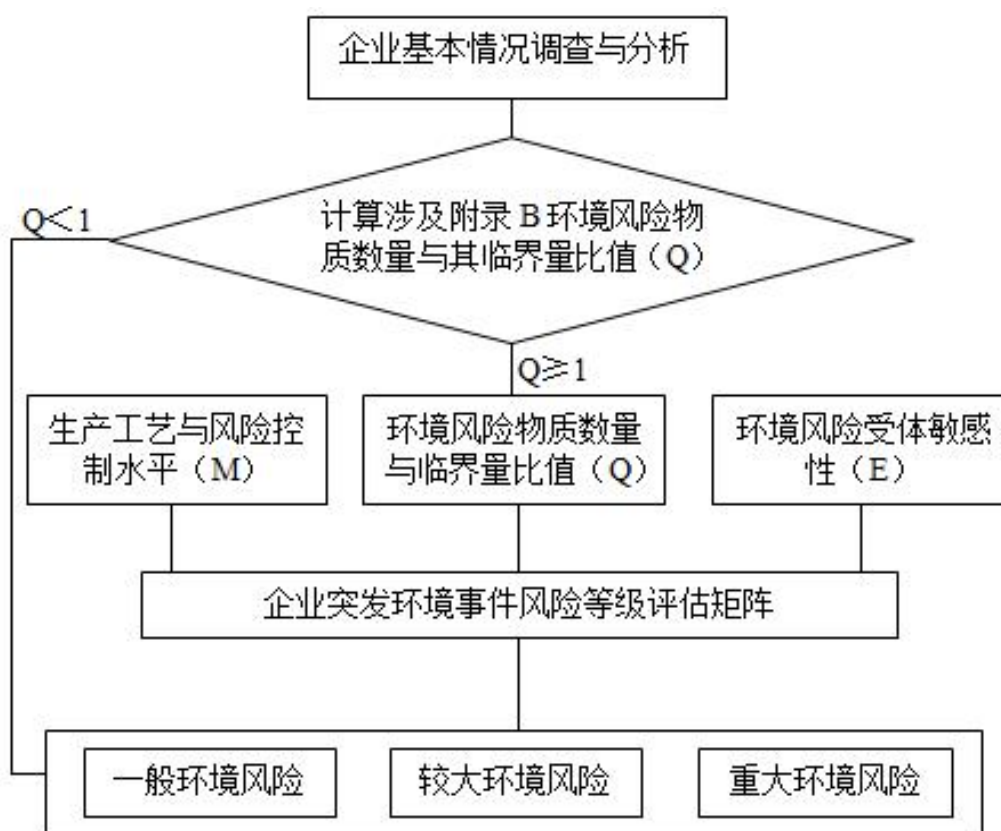 企业基本情况调查与分析
计算涉及附录 B 环境风险物
质数量与其临界量比值（Q）
Q＜1
Q≥1
生产工艺与风险控
制水平（M）
环境风险物质数量
与临界量比值（Q）
环境风险受体敏感
性（E）
企业突发环境事件风险等级评估矩阵
一般环境风险
较大环境风险
重大环境风险